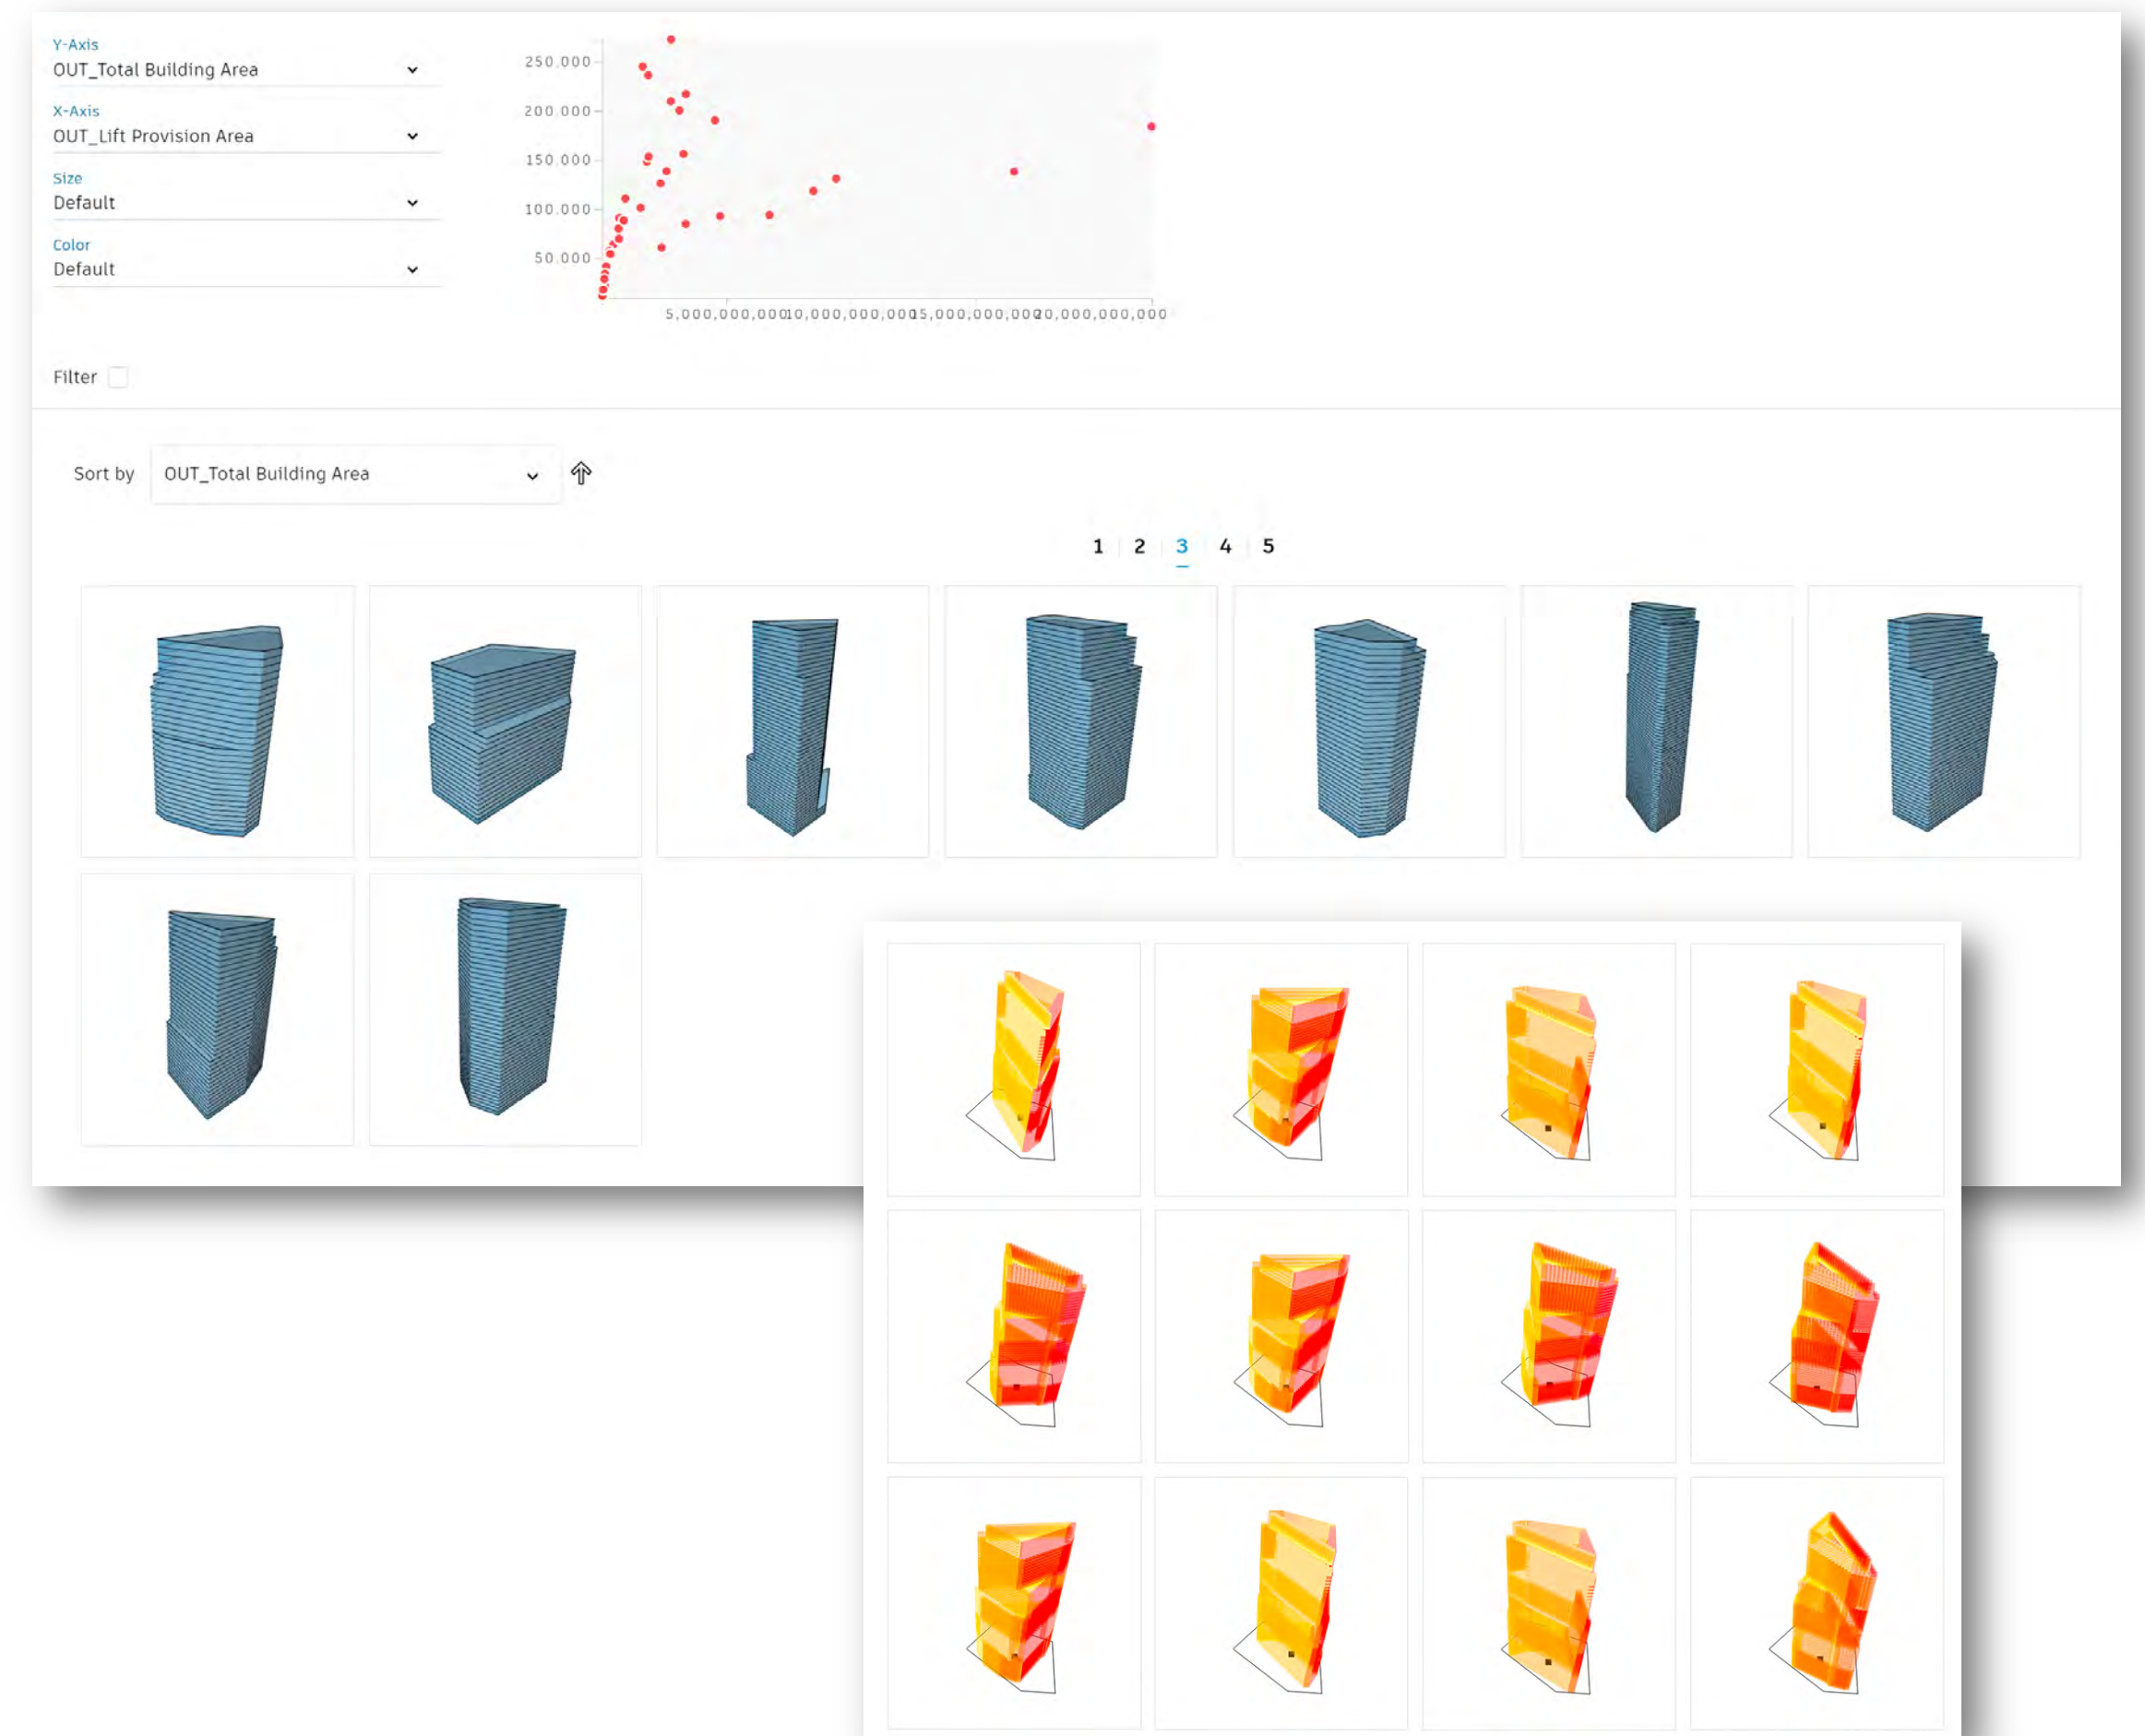 Y-Axis
OUT_Total Building Area
X-Axis
OUT_Lift Provision Area
Size
Default
Color
Default
250,000
200,000
150,000
100,000
50,000
5,000,000,000
10,000,000,000
15,000,000,000
20,000,000,000
Filter
Sort by
OUT_Total Building Area
1 2 3 4 5